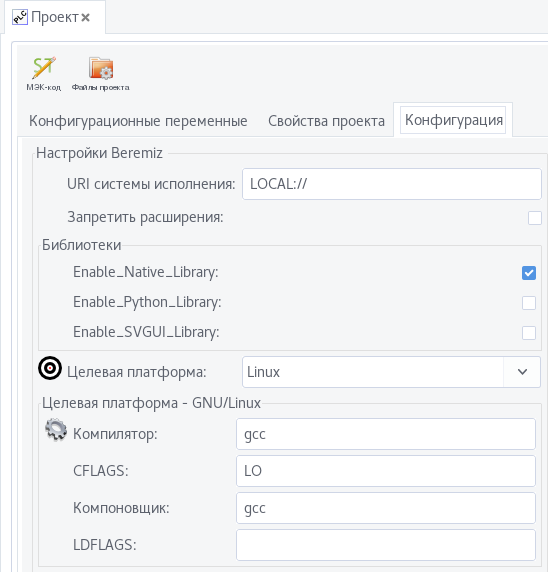 Проект
ST
МЭК-код Файлы проекта
Конфигурационные переменные Свойства проекта Конфигурация
Настройки Beremiz
URI системы исполнения: LOCAL://
Запретить расширения:
Библиотеки
Enable_Native_Library:
Enable_Python_Library:
Enable_SVGUI_Library:
Целевая платформа: Linux
Целевая платформа - GNU/Linux
Компилятор: gcc
CFLAGS: LO
Компоновщик: gcc
LDFLAGS: